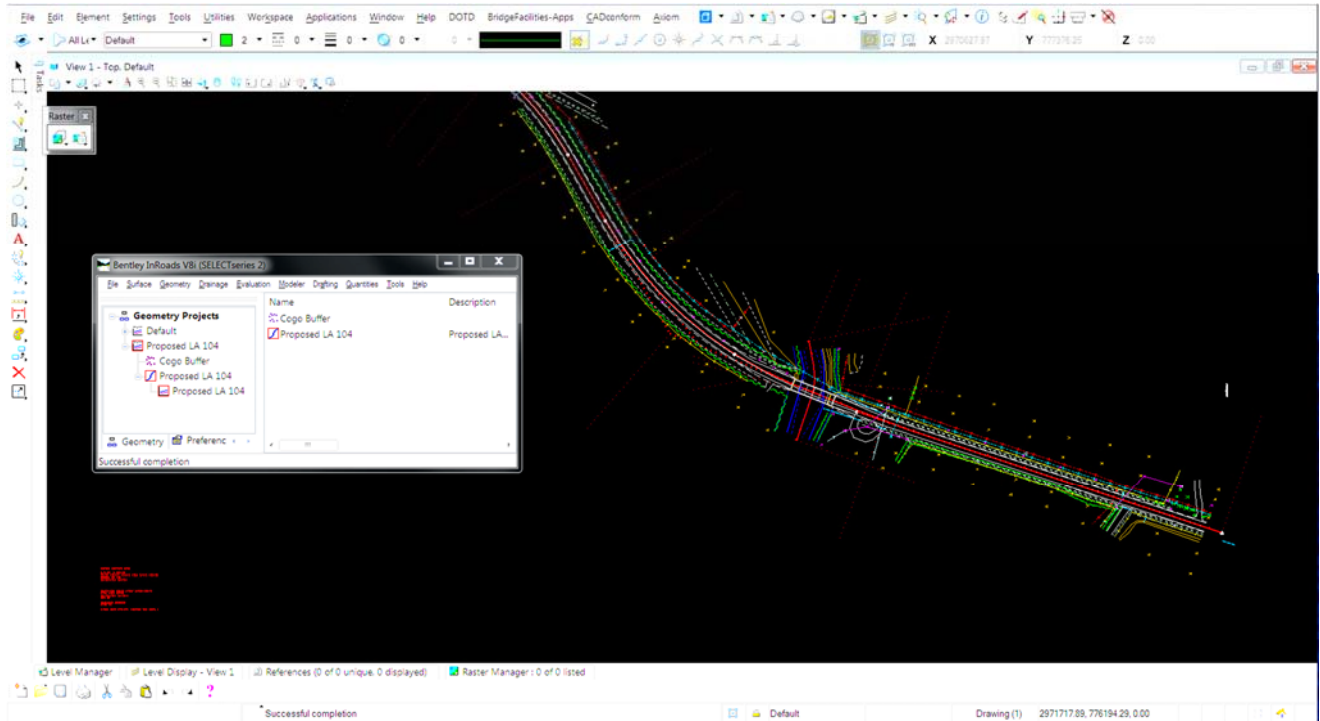 File Edit Element Settings Tools Utilities Workspace Applications Window Help DOTD BridgeFacilities-Apps CADconform Axiom
Default 2 0 0 0 0 X 2970627.97 Y 777376.25 Z 0.00
Tasks
View 1 - Top, Default
Raster
Bentley InRoads V8i (SELECTseries 2)
File Surface Geometry Drainage Evaluation Modeler Drafting Quantities Tools Help
Name Description
Geometry Projects
Cogo Buffer
Default
Proposed LA 104 Proposed LA...
Proposed LA 104
Cogo Buffer
Proposed LA 104
Proposed LA 104
Geometry Preferenc
Successful completion
Level Manager Level Display - View 1 References (0 of 0 unique, 0 displayed) Raster Manager : 0 of 0 listed
Successful completion Default Drawing (1) 2971717.89, 776194.29, 0.00